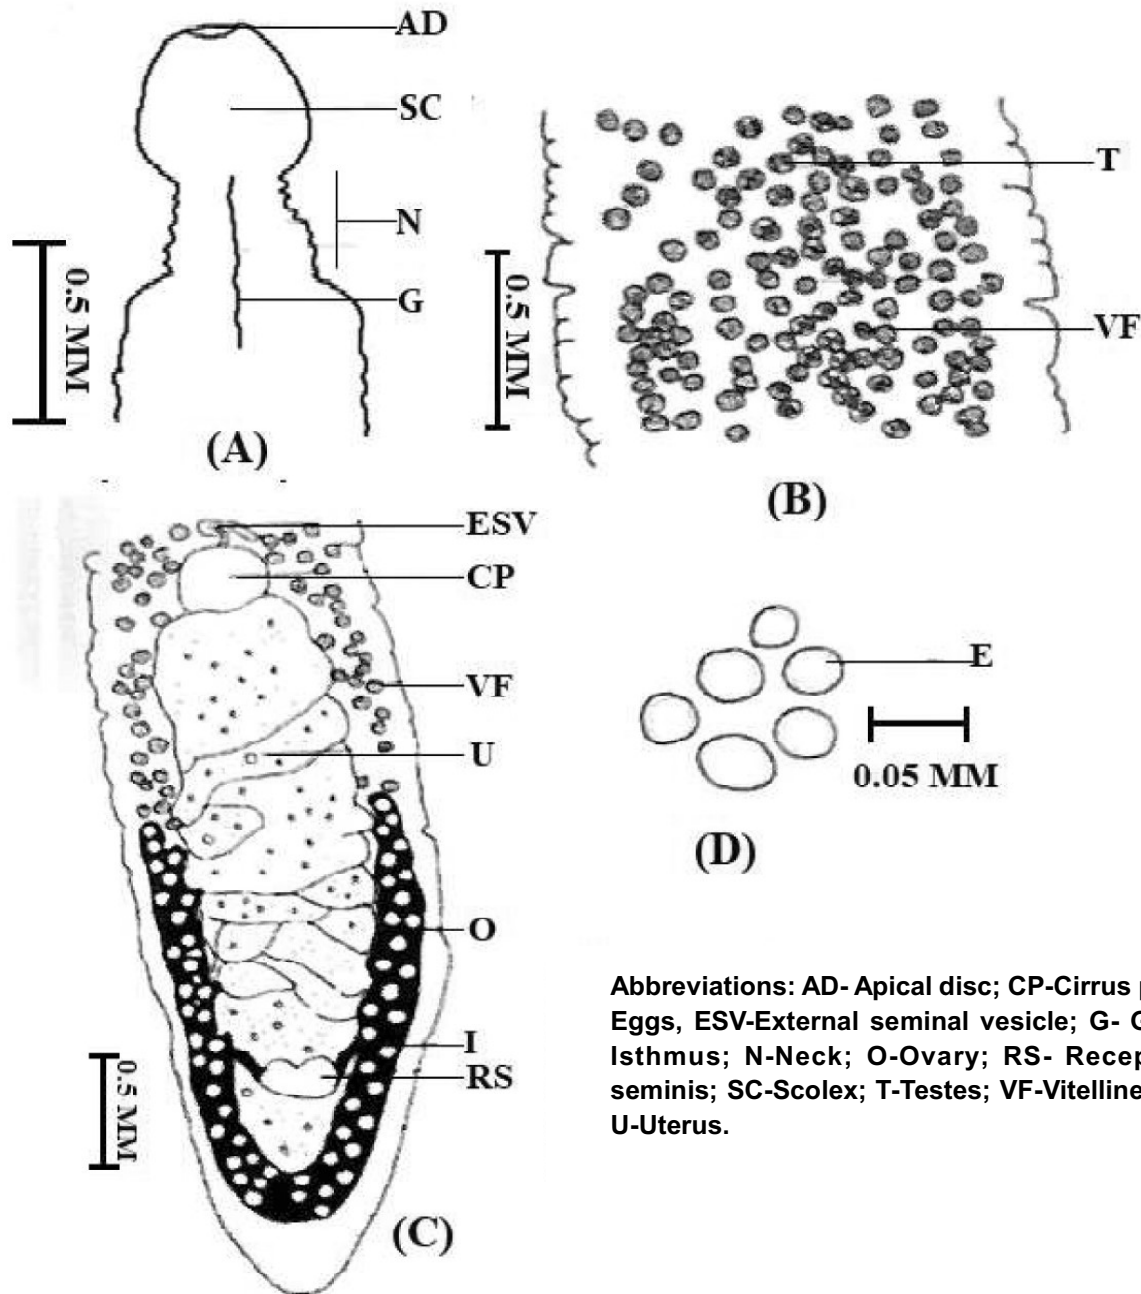 AD
SC
N
G
0.5 MM
(A)
T
VF
0.5 MM
(B)
ESV
CP
VF
U
O
I
RS
0.5 MM
(C)
E
0.05 MM
(D)
Abbreviations: AD- Apical disc; CP-Cirrus
Eggs, ESV-External seminal vesicle; G-
Isthmus; N-Neck; O-Ovary; RS-
seminis; SC-Scolex; T-Testes; VF-Vitelline
U-Uterus.